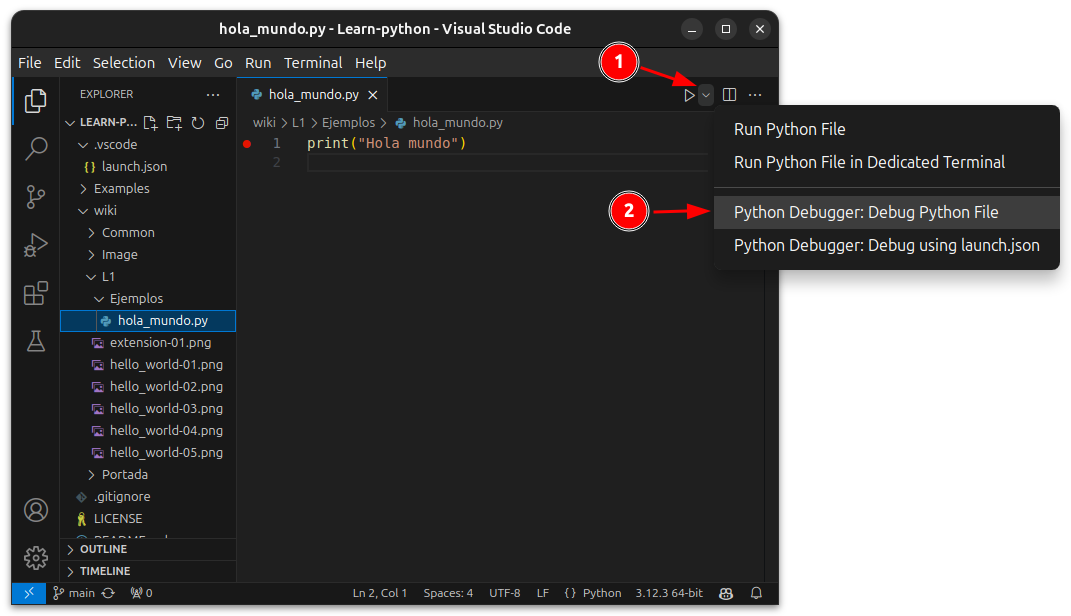 hola_mundo.py - Learn-python - Visual Studio Code
File Edit Selection View Go Run Terminal Help
1
EXPLORER
hola_mundo.py
LEARN-P...
wiki > L1 > Ejemplos > hola_mundo.py
.vscode
{} launch.json
Examples
wiki
Common
Image
L1
Ejemplos
hola_mundo.py
extension-01.png
hello_world-01.png
hello_world-02.png
hello_world-03.png
hello_world-04.png
hello_world-05.png
Portada
.gitignore
LICENSE
OUTLINE
TIMELINE
1 print("Hola mundo")
2
Run Python File
Run Python File in Dedicated Terminal
2
Python Debugger: Debug Python File
Python Debugger: Debug using launch.json
main 0 Ln 2, Col 1 Spaces: 4 UTF-8 LF {} Python 3.12.3 64-bit